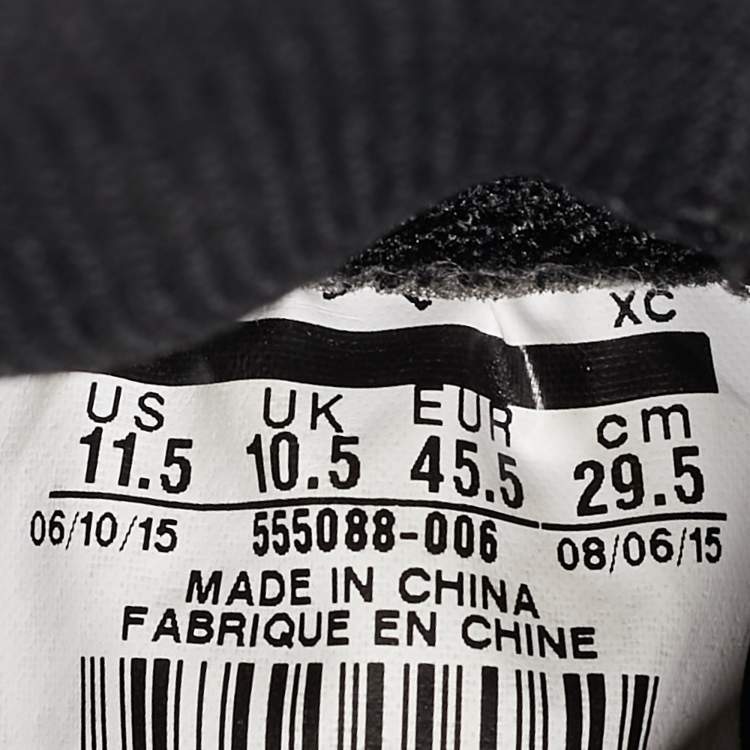 XC
US UK EUR cm
11.5 10.5 45.5 29.5
06/10/15 555088-006 08/06/15
MADE IN CHINA
FABRIQUE EN CHINE